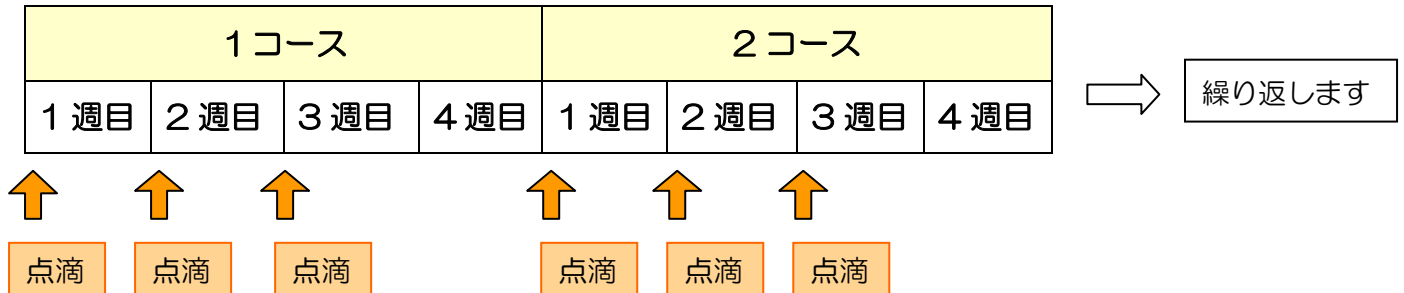 1コース 2コース
1週目 2週目 3週目 4週目 1週目 2週目 3週目 4週目 繰り返します
点滴 点滴 点滴 点滴 点滴 点滴